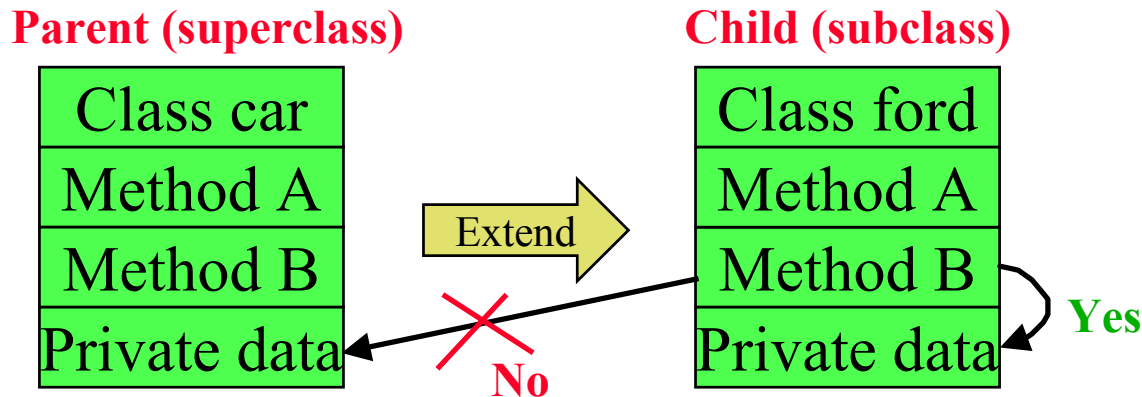 Parent (superclass)
Child (subclass)
Class car
Method A
Method B
Private data
Extend
Class ford
Method A
Method B
Private data
No
Yes